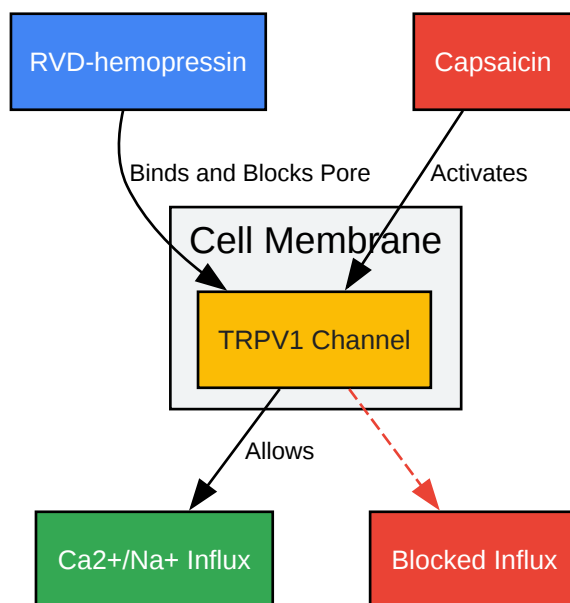 RVD-hemopressin
Capsaicin
Binds and Blocks Pore
Activates
Cell Membrane
TRPV1 Channel
Allows
Ca2+/Na+ Influx
Blocked Influx